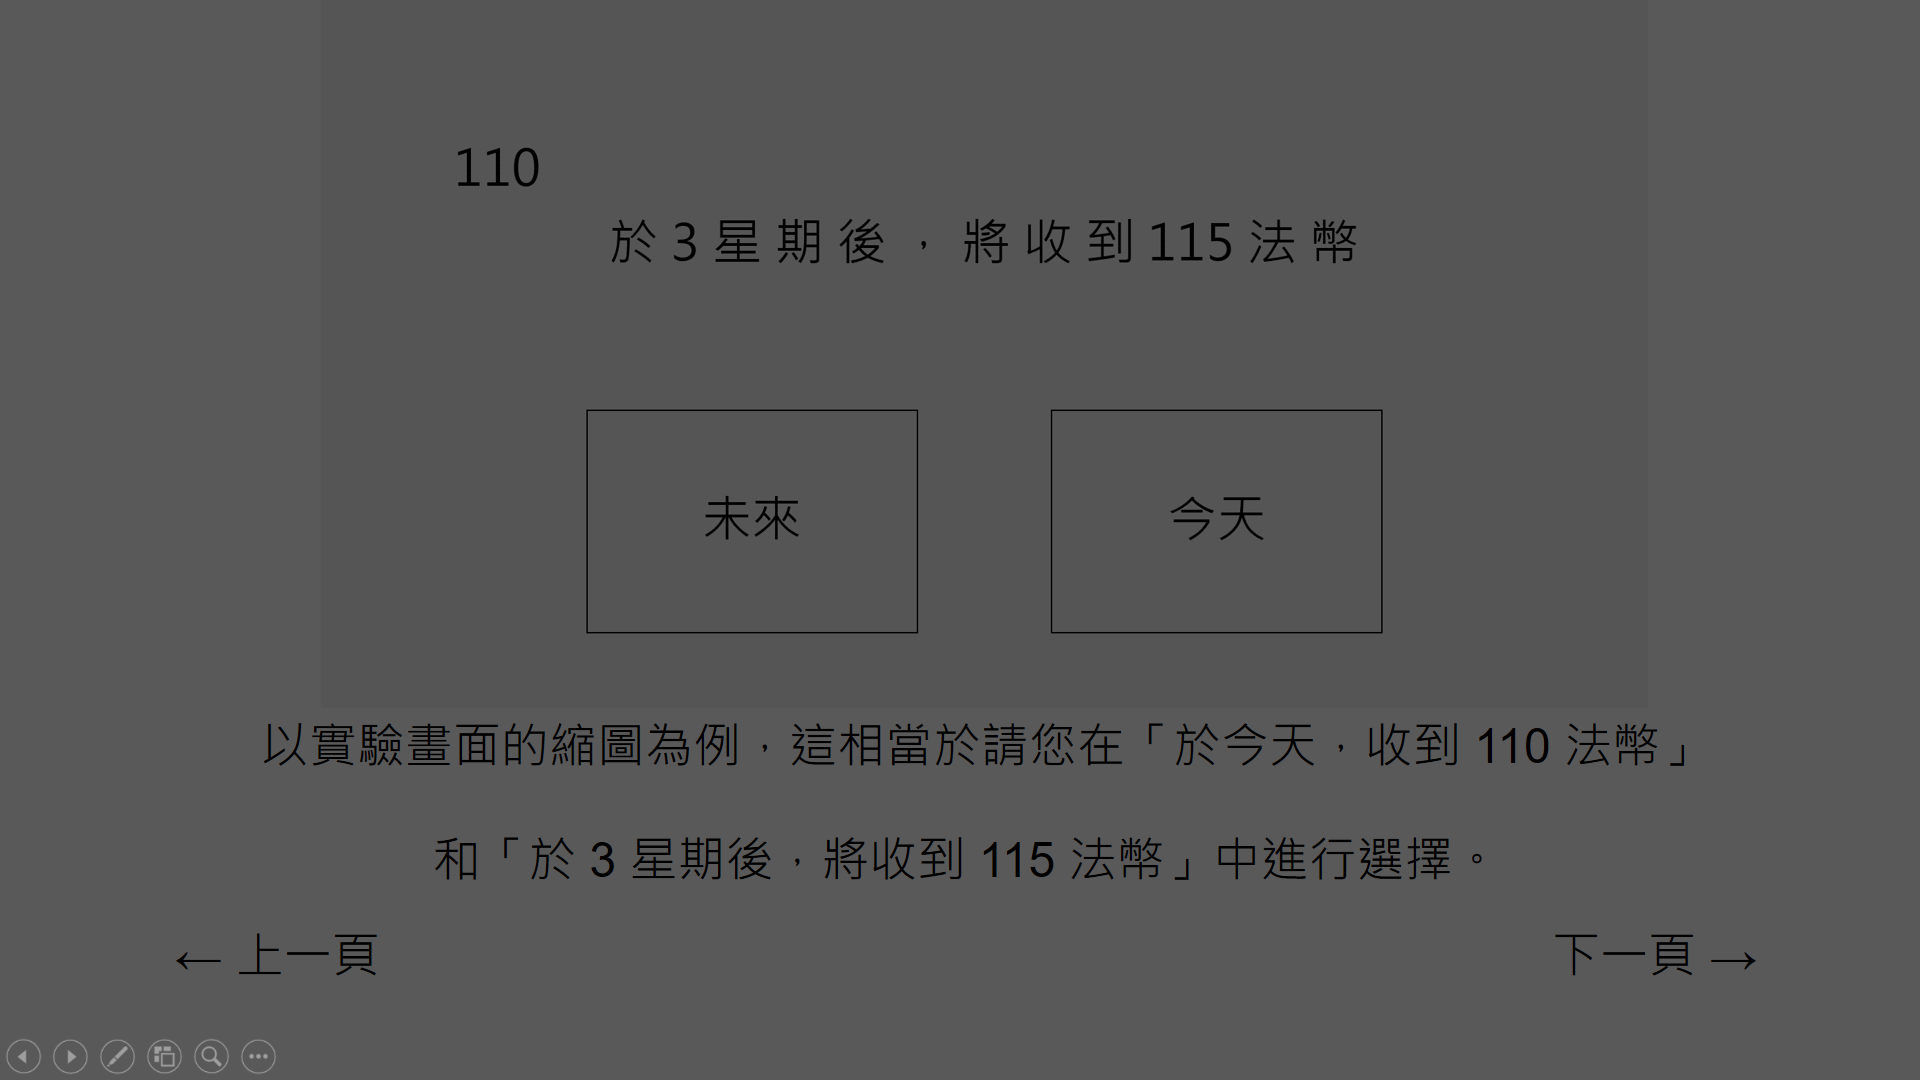 110
於 3 星 期 後 ， 將 收 到 115 法 幣
未來
今天
以實驗畫面的縮圖為例，這相當於請您在「於今天，收到 110 法幣」
和「於 3 星期後，將收到 115 法幣」中進行選擇。
← 上一頁
下一頁 →